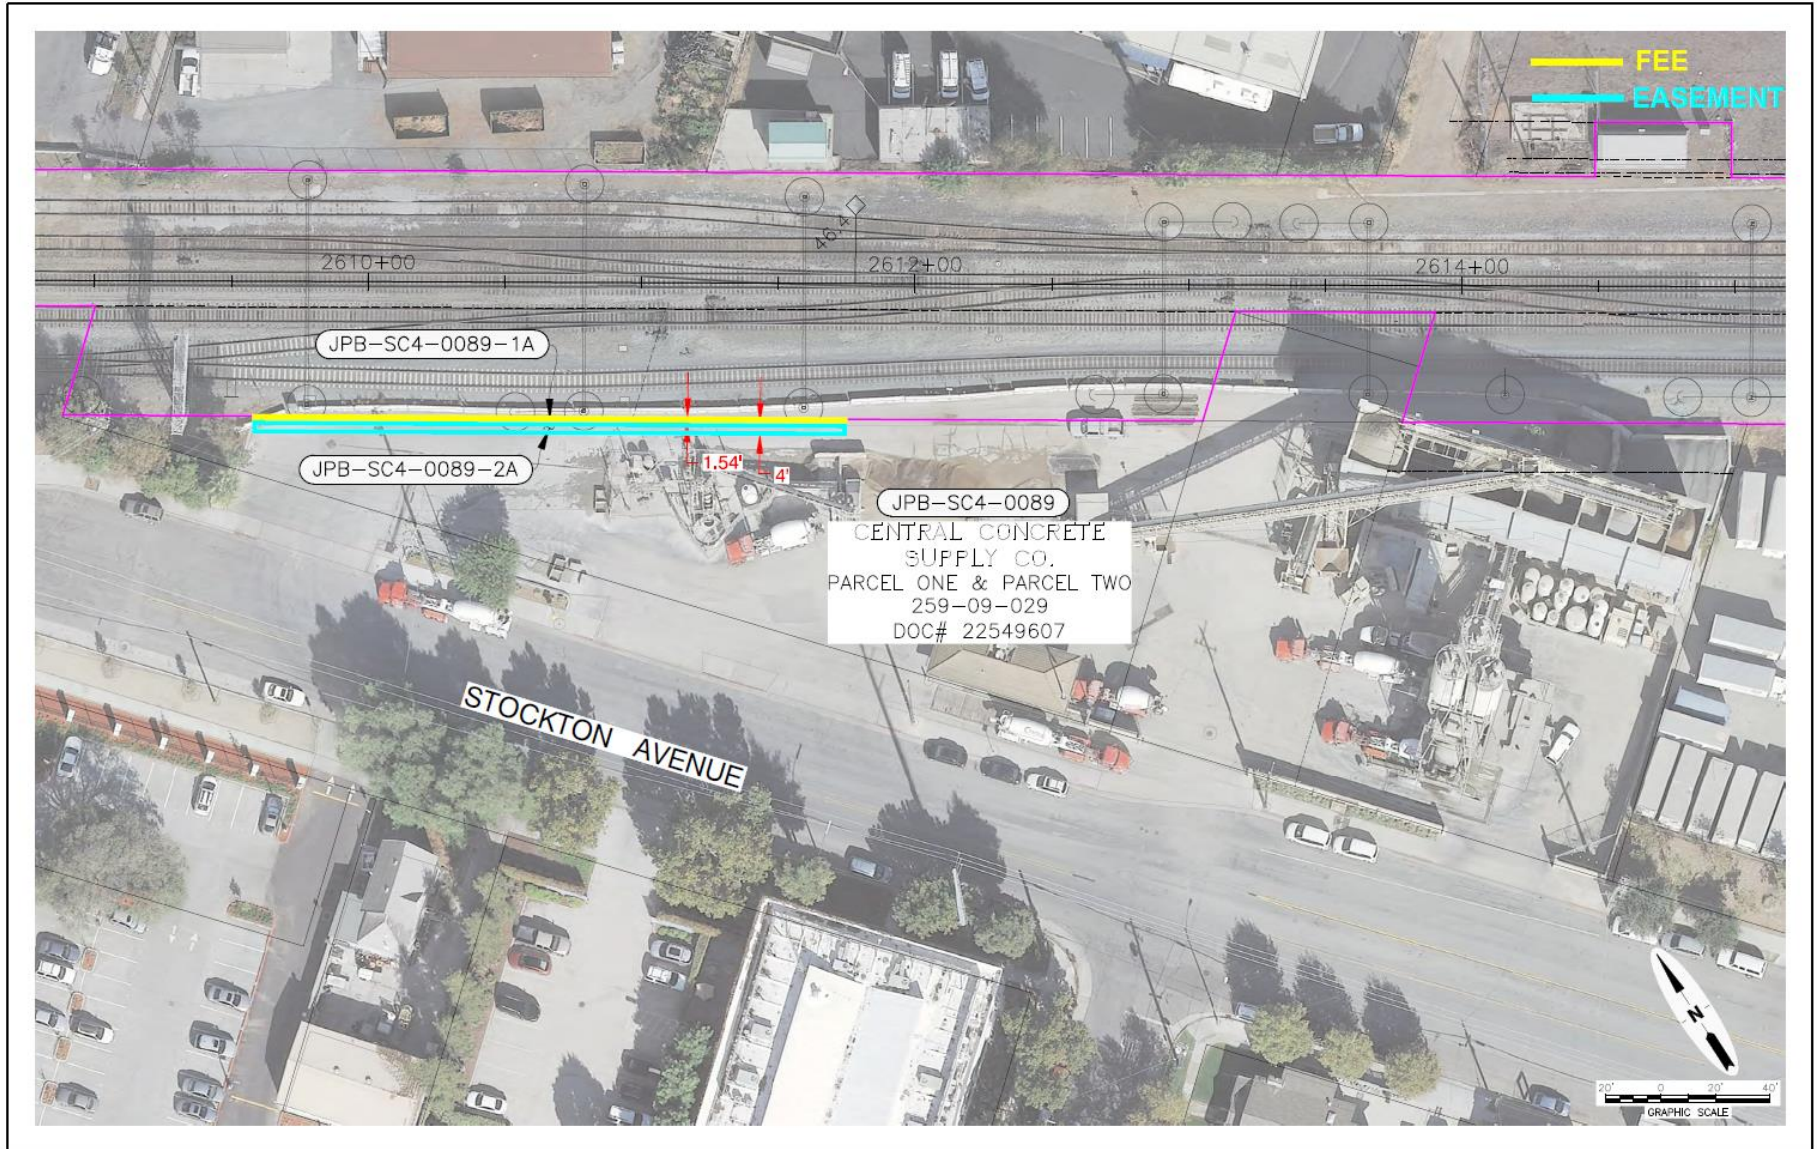 FEE
EASEMENT
46.4
2610+00
2612+00
2614+00
JPB-SC4-0089-1A
JPB-SC4-0089-2A
1.54'
4'
JPB-SC4-0089
CENTRAL CONCRETE
SUPPLY CO.
PARCEL ONE & PARCEL TWO
259-09-029
DOC# 22549607
STOCKTON AVENUE
N
20' 0 20' 40'
GRAPHIC SCALE